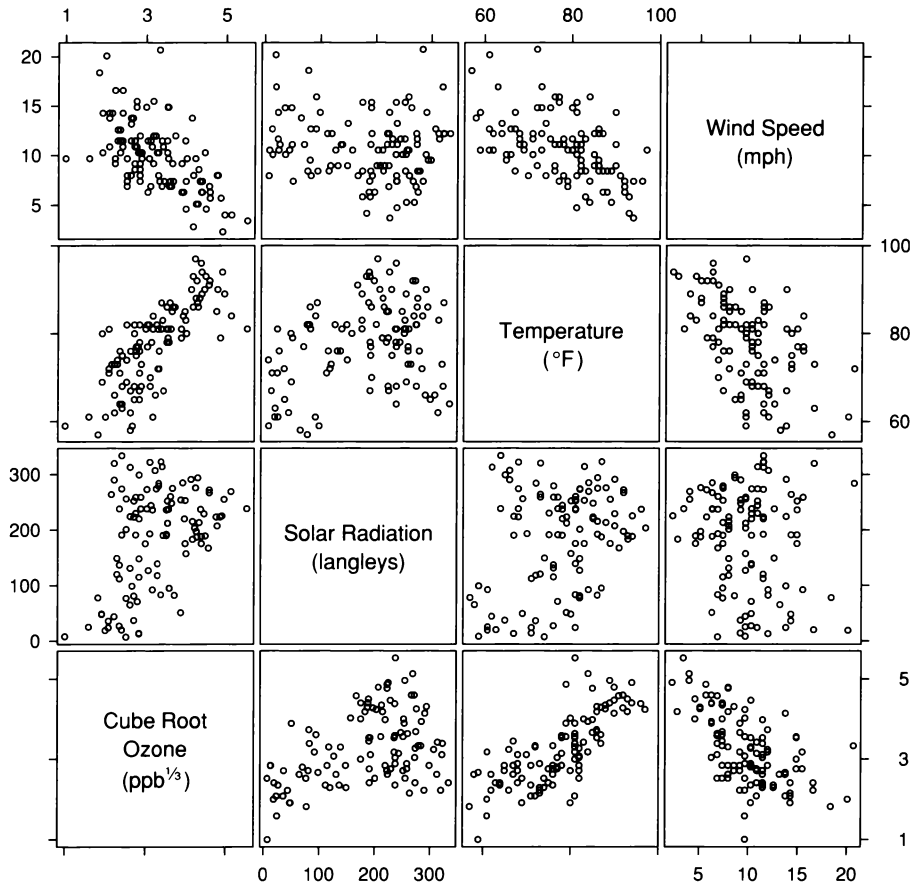 1 3 5 60 80 100
20
15
10
5
Wind Speed
(mph)
100
80
60
Temperature
(°F)
300
200
100
0
Solar Radiation
(langleys)
5
3
1
Cube Root
Ozone
(ppb⅓)
0 100 200 300 5 10 15 20